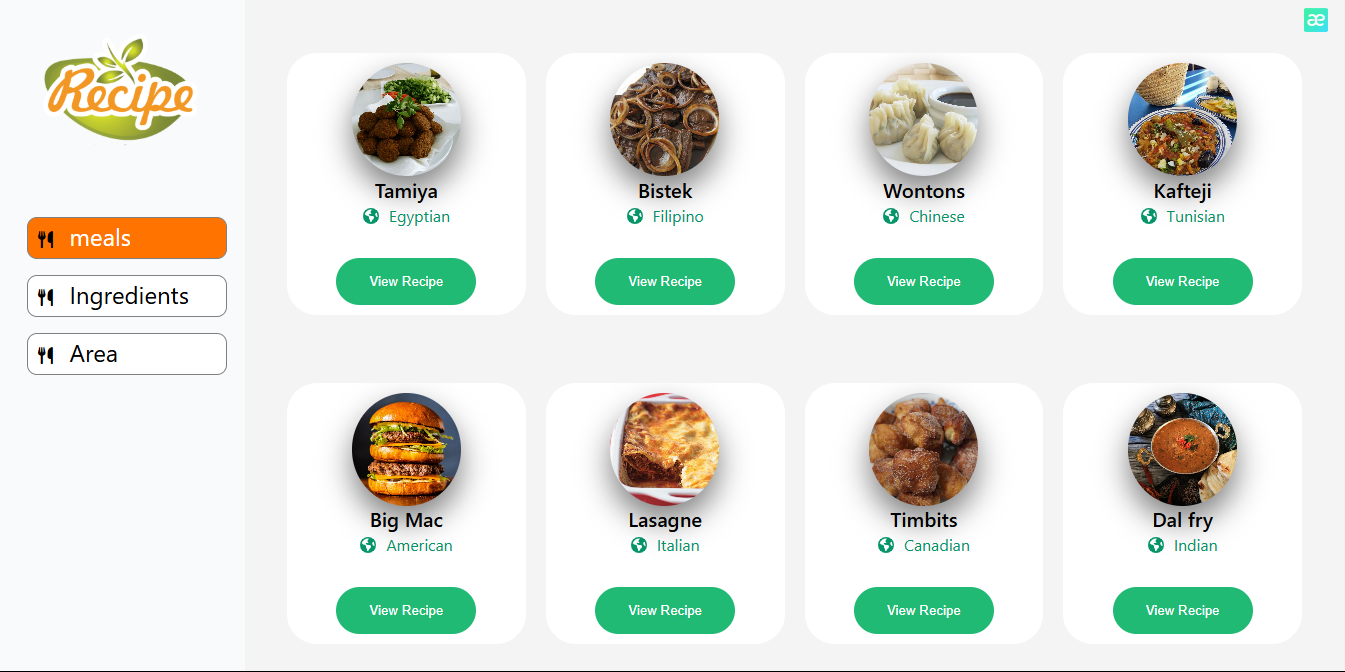 Recipe
æ
meals
Ingredients
Area
Tamiya
Egyptian
View Recipe
Bistek
Filipino
View Recipe
Wontons
Chinese
View Recipe
Kafteji
Tunisian
View Recipe
Big Mac
American
View Recipe
Lasagne
Italian
View Recipe
Timbits
Canadian
View Recipe
Dal fry
Indian
View Recipe